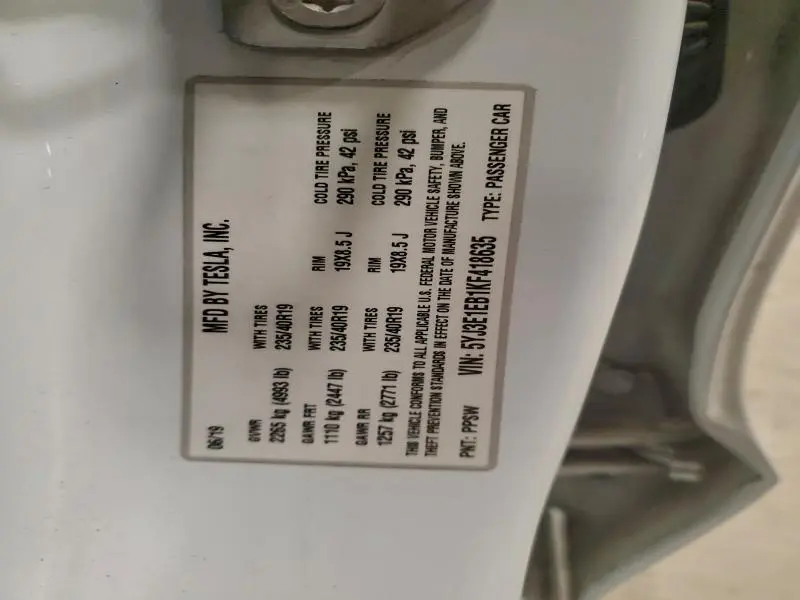 MFD BY TESLA, INC.
06/19
GVWR WITH TIRES RIM COLD TIRE PRESSURE
2265 kg (4993 lb) 235/40R19
GAWR FRT WITH TIRES RIM COLD TIRE PRESSURE
1110 kg (2447 lb) 235/40R19 19X8.5 J 290 kPa, 42 psi
GAWR RR WITH TIRES RIM COLD TIRE PRESSURE
1257 kg (2771 lb) 235/40R19 19X8.5 J 290 kPa, 42 psi
THIS VEHICLE CONFORMS TO ALL APPLICABLE U.S. FEDERAL MOTOR VEHICLE SAFETY, BUMPER, AND
THEFT PREVENTION STANDARDS IN EFFECT ON THE DATE OF MANUFACTURE SHOWN ABOVE.
PNT: PPSW VIN: 5YJ3E1EB1KF418635 TYPE: PASSENGER CAR